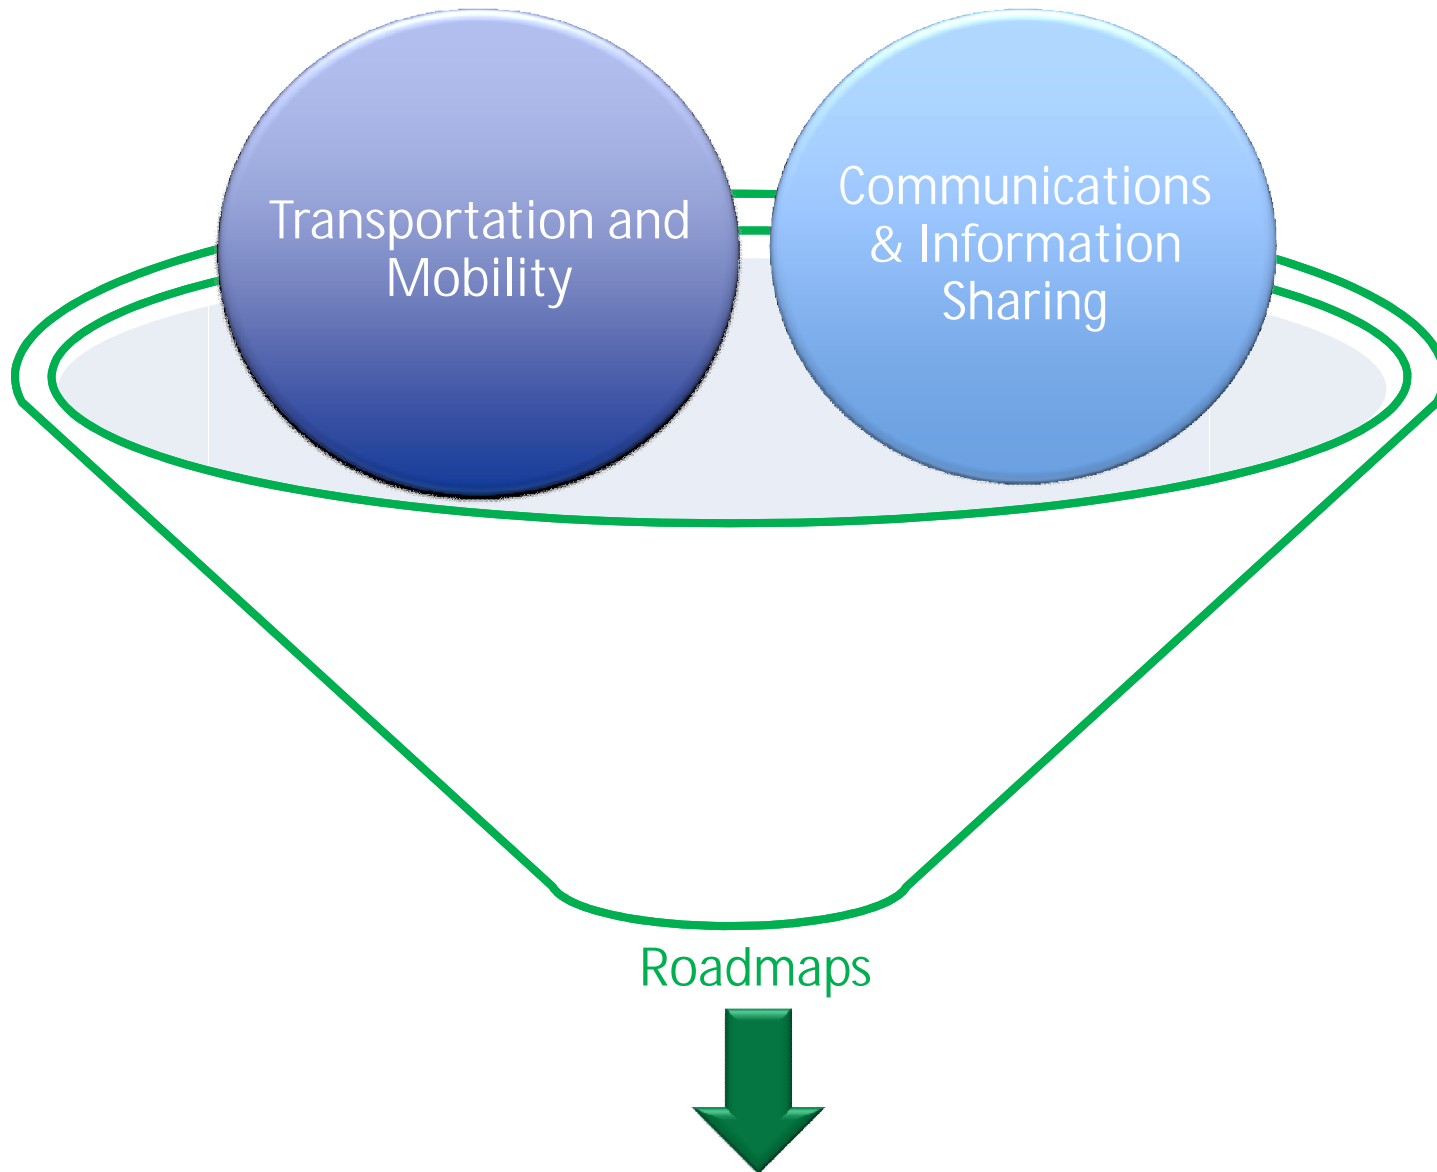 Transportation and
Mobility
Communications
& Information
Sharing
Roadmaps